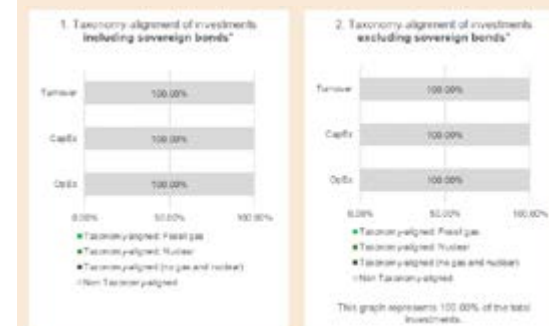 1. Taxonomy-alignment of investments
including sovereign bonds*
Turnover 100.00%
CapEx 100.00%
OpEx 100.00%
0.00% 50.00% 100.00%
Taxonomy-aligned: Fossil gas
Taxonomy-aligned: Nuclear
Taxonomy-aligned (no gas and nuclear)
Non Taxonomy-aligned
2. Taxonomy-alignment of investments
excluding sovereign bonds*
Turnover 100.00%
CapEx 100.00%
OpEx 100.00%
0.00% 50.00% 100.00%
Taxonomy-aligned: Fossil gas
Taxonomy-aligned: Nuclear
Taxonomy-aligned (no gas and nuclear)
Non Taxonomy-aligned
This graph represents 100.00% of the total
investments.